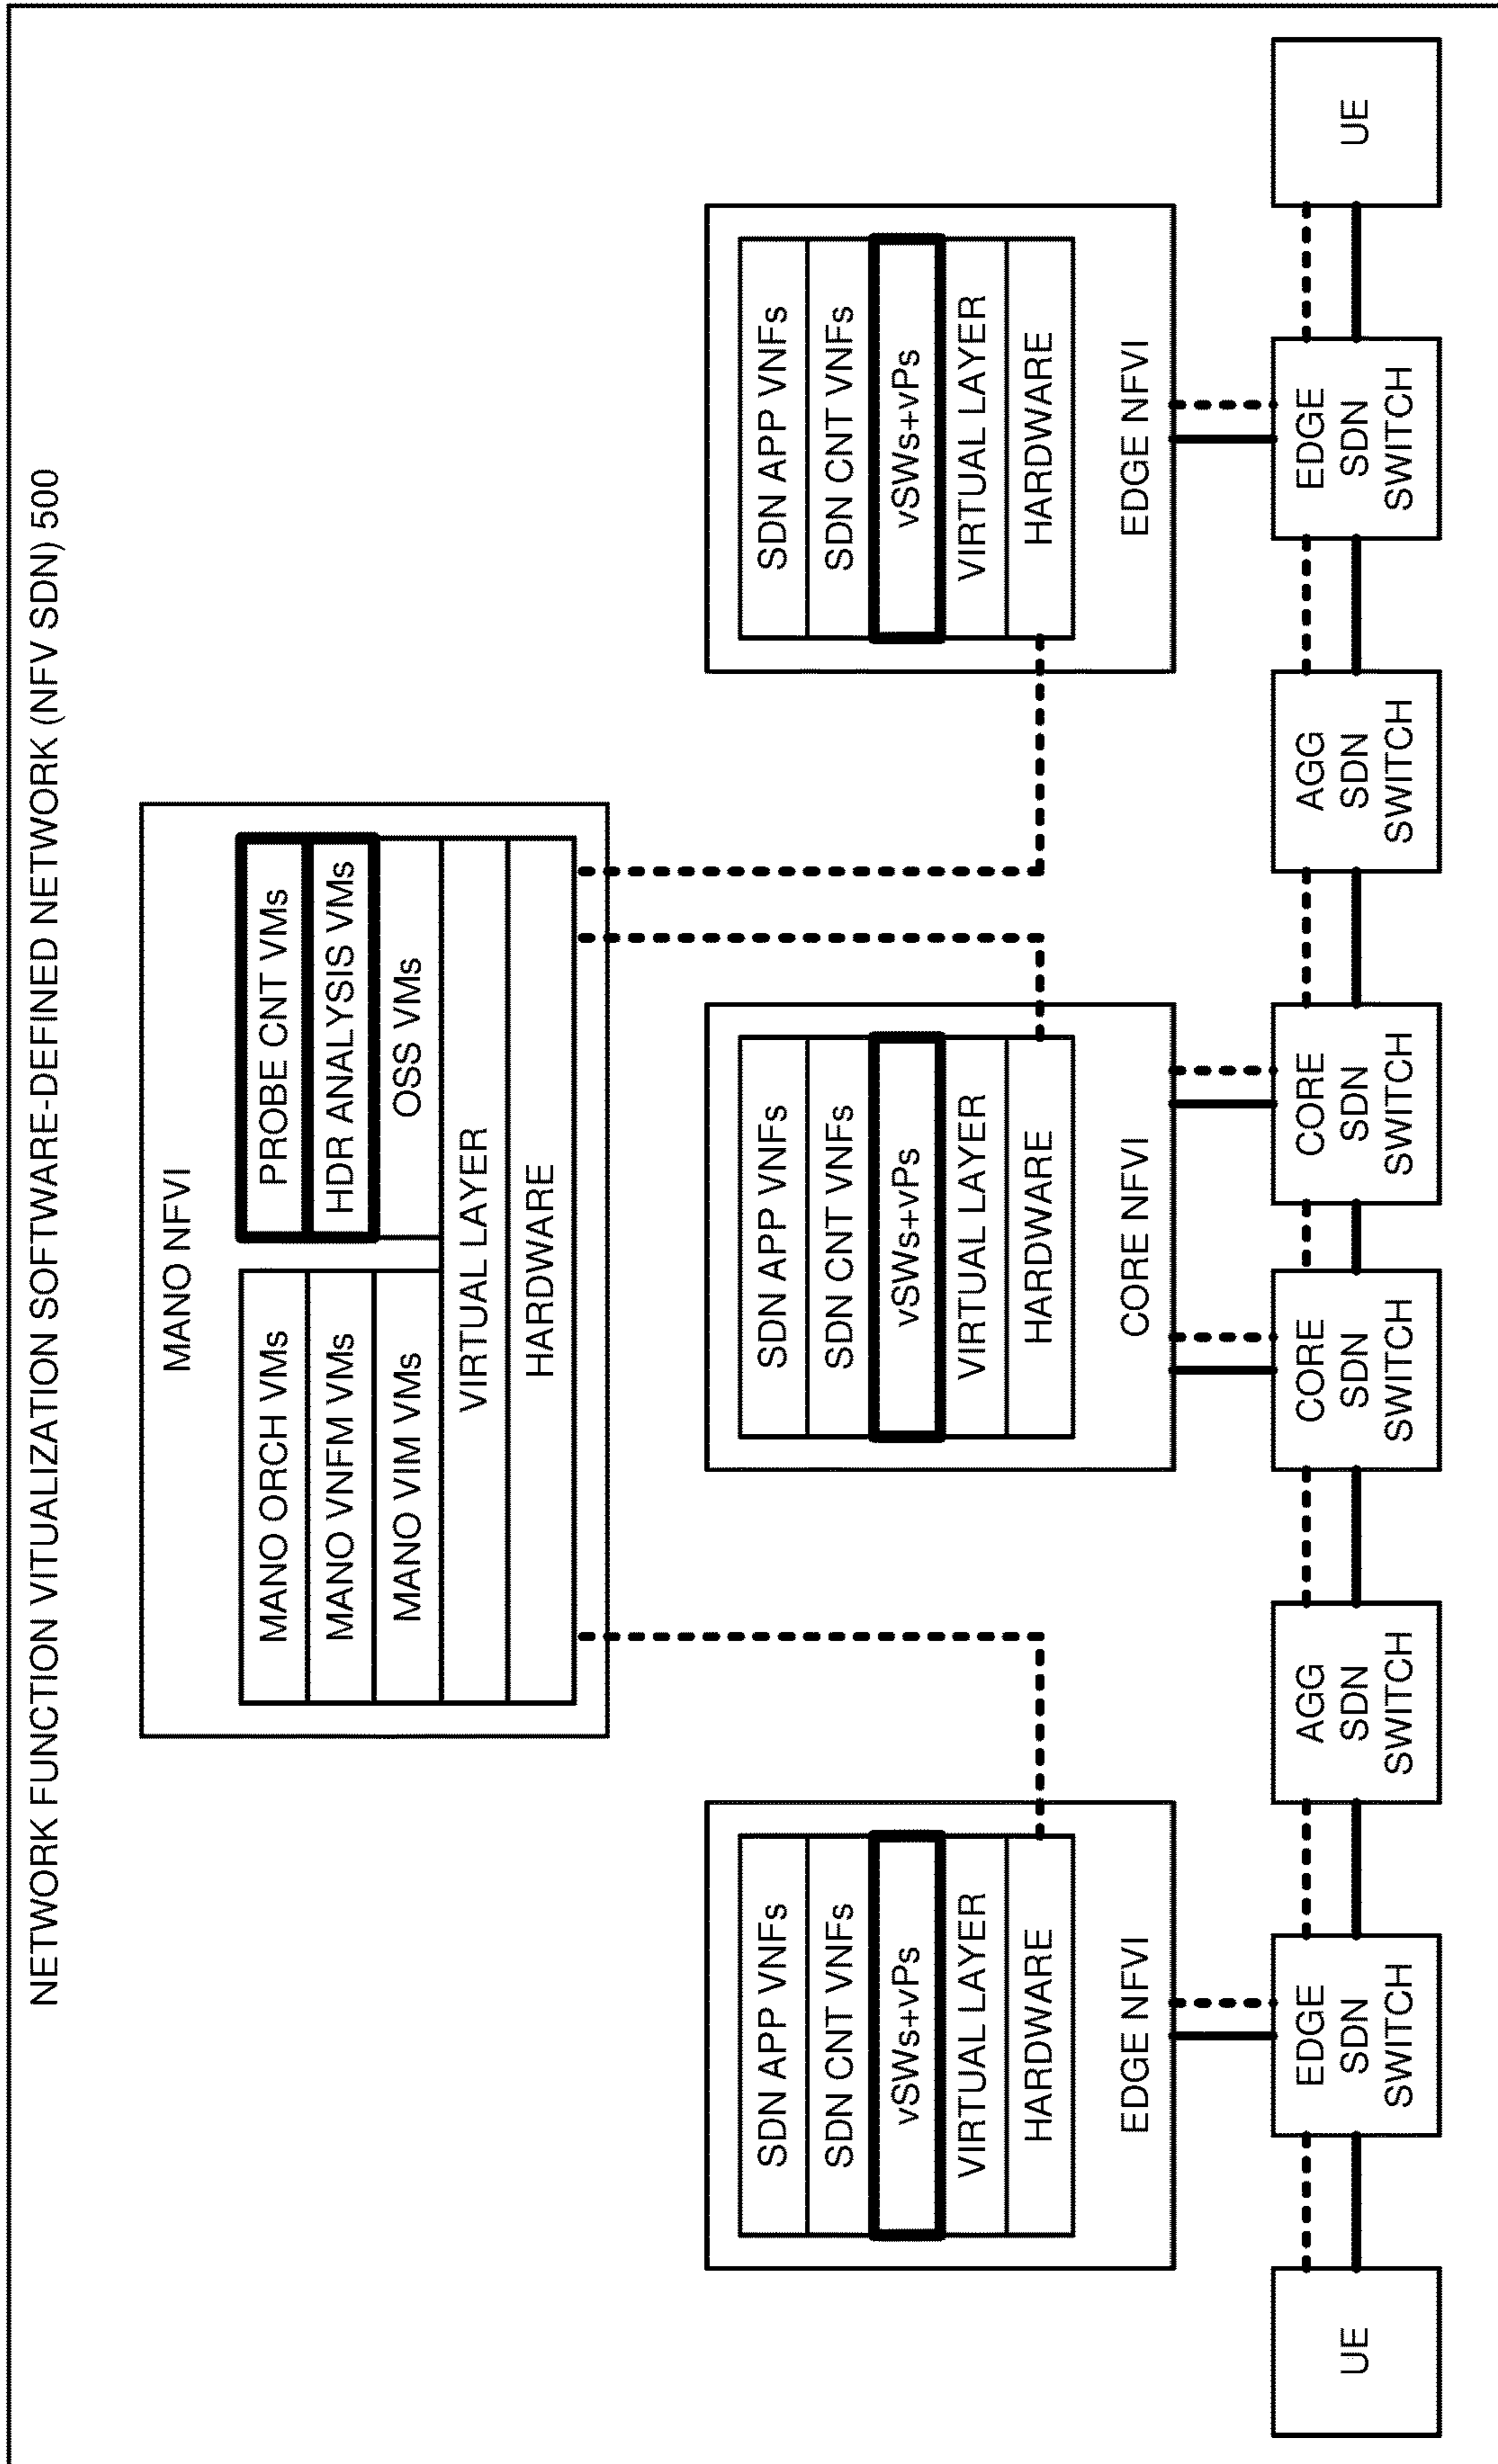 NETWORK FUNCTION VITUALIZATION SOFTWARE-DEFINED NETWORK (NFV SDN) 500
MANO NFVI
MANO ORCH VMs
MANO VNFM VMs
MANO VIM VMs
PROBE CNT VMs
HDR ANALYSIS VMs
OSS VMs
VIRTUAL LAYER
HARDWARE
SDN APP VNFs
SDN CNT VNFs
vSWs+vPs
VIRTUAL LAYER
HARDWARE
EDGE NFVI
SDN APP VNFs
SDN CNT VNFs
vSWs+vPs
VIRTUAL LAYER
HARDWARE
CORE NFVI
SDN APP VNFs
SDN CNT VNFs
vSWs+vPs
VIRTUAL LAYER
HARDWARE
EDGE NFVI
UE
EDGE
SDN
SWITCH
AGG
SDN
SWITCH
CORE
SDN
SWITCH
CORE
SDN
SWITCH
AGG
SDN
SWITCH
EDGE
SDN
SWITCH
UE